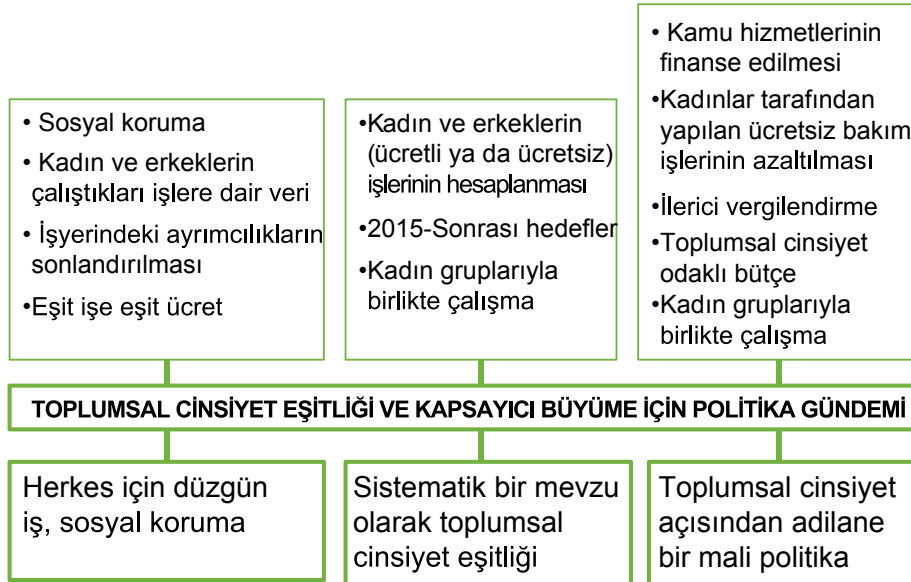 • Sosyal koruma
• Kadın ve erkeklerin
çalıştıkları işlere dair veri
• İşyerindeki ayrımcılıkların
sonlandırılması
•Eşit işe eşit ücret
•Kadın ve erkeklerin
(ücretli ya da ücretsiz)
işlerinin hesaplanması
•2015-Sonrası hedefler
•Kadın gruplarıyla
birlikte çalışma
• Kamu hizmetlerinin
finanse edilmesi
•Kadınlar tarafından
yapılan ücretsiz bakım
işlerinin azaltılması
•İlerici vergilendirme
•Toplumsal cinsiyet
odaklı bütçe
•Kadın gruplarıyla
birlikte çalışma
TOPLUMSAL CİNSİYET EŞİTLİĞİ VE KAPSAYICI BÜYÜME İÇİN POLİTİKA GÜNDEMİ
Herkes için düzgün
iş, sosyal koruma
Sistematik bir mevzu
olarak toplumsal
cinsiyet eşitliği
Toplumsal cinsiyet
açısından adilane
bir mali politika